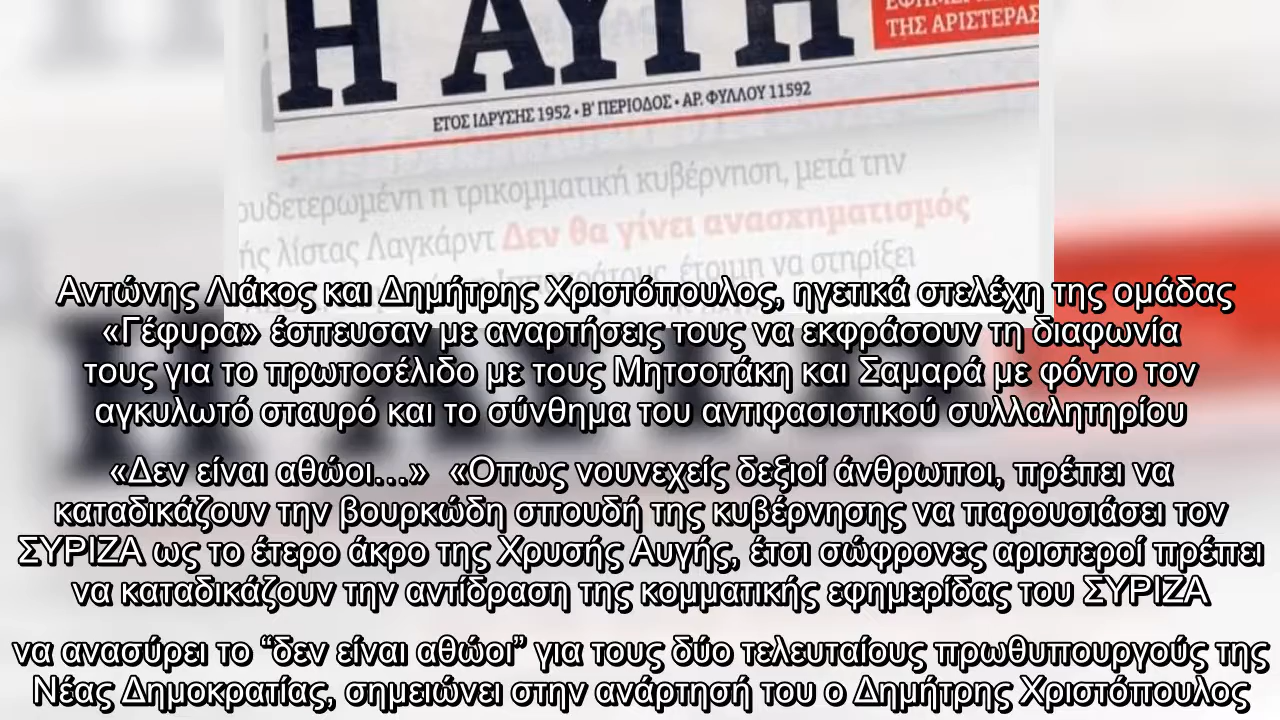 Η ΑΥΓΗ
ΤΗΣ ΑΡΙΣΤΕΡΑΣ
ΕΤΟΣ ΙΔΡΥΣΗΣ 1952 • Β' ΠΕΡΙΟΔΟΣ • ΑΡ. ΦΥΛΛΟΥ 11592
η τρικομματική κυβέρνηση, μετά την
λίστας Λαγκάρντ Δεν θα γίνει ανασχηματισμός
έτοιμη να στηρίξει
Αντώνης Λιάκος και Δημήτρης Χριστόπουλος, ηγετικά στελέχη της ομάδας
«Γέφυρα» έσπευσαν με αναρτήσεις τους να εκφράσουν τη διαφωνία
τους για το πρωτοσέλιδο με τους Μητσοτάκη και Σαμαρά με φόντο τον
αγκυλωτό σταυρό και το σύνθημα του αντιφασιστικού συλλαλητηρίου
«Δεν είναι αθώοι...» «Οπως νουνεχείς δεξιοί άνθρωποι, πρέπει να
καταδικάζουν την βουρκώδη σπουδή της κυβέρνησης να παρουσιάσει τον
ΣΥΡΙΖΑ ως το έτερο άκρο της Χρυσής Αυγής, έτσι σώφρονες αριστεροί πρέπει
να καταδικάζουν την αντίδραση της κομματικής εφημερίδας του ΣΥΡΙΖΑ
να ανασύρει το “δεν είναι αθώοι” για τους δύο τελευταίους πρωθυπουργούς της
Νέας Δημοκρατίας, σημειώνει στην ανάρτησή του ο Δημήτρης Χριστόπουλος